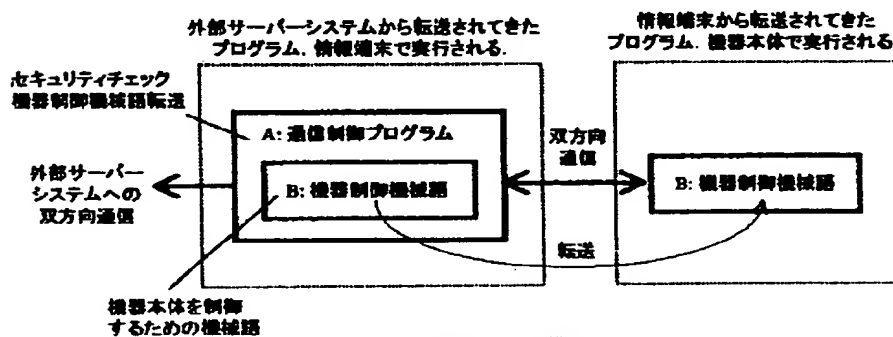 外部サーバーシステムから転送されてきた
プログラム. 情報端末で実行される.
情報端末から転送されてきた
プログラム. 機器本体で実行される
セキュリティチェック
機器制御機械語転送
A: 通信制御プログラム
B: 機器制御機械語
双方向
通信
B: 機器制御機械語
外部サーバー
システムへの
双方向通信
転送
機器本体を制御
するための機械語